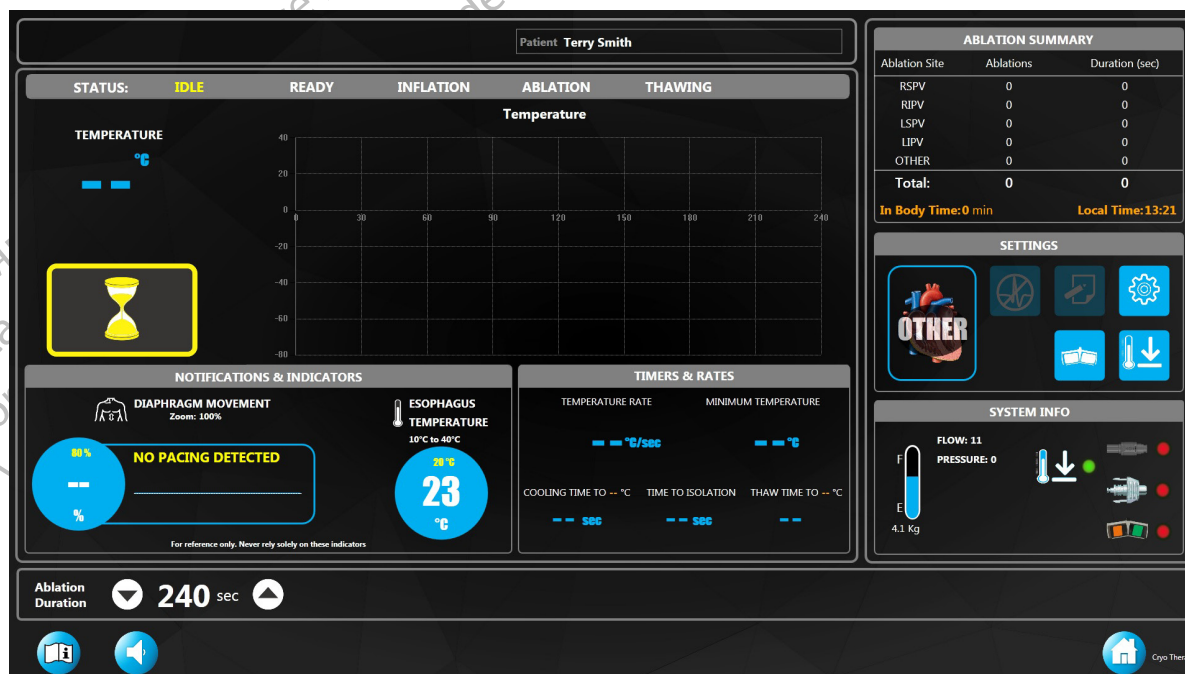 Patient Terry Smith
STATUS: IDLE READY INFLATION ABLATION THAWING
TEMPERATURE
°C
-- --
Temperature
40
20
0
-20
-40
-60
-80
0 30 60 90 120 150 180 210 240
NOTIFICATIONS & INDICATORS
DIAPHRAGM MOVEMENT
Zoom: 100%
80 %
--
%
NO PACING DETECTED
ESOPHAGUS
TEMPERATURE
10°C to 40°C
20 °C
23
°C
For reference only. Never rely solely on these indicators
TIMERS & RATES
TEMPERATURE RATE MINIMUM TEMPERATURE
-- -- °C/sec -- -- °C
COOLING TIME TO -- °C TIME TO ISOLATION THAW TIME TO -- °C
-- -- sec -- -- sec -- --
Ablation
Duration
240 sec
ABLATION SUMMARY
Ablation Site Ablations Duration (sec)
RSPV 0 0
RIPV 0 0
LSPV 0 0
LIPV 0 0
OTHER 0 0
Total: 0 0
In Body Time:0 min Local Time:13:21
SETTINGS
OTHER
SYSTEM INFO
F
E
4.1 Kg
FLOW: 11
PRESSURE: 0
i
Cryo